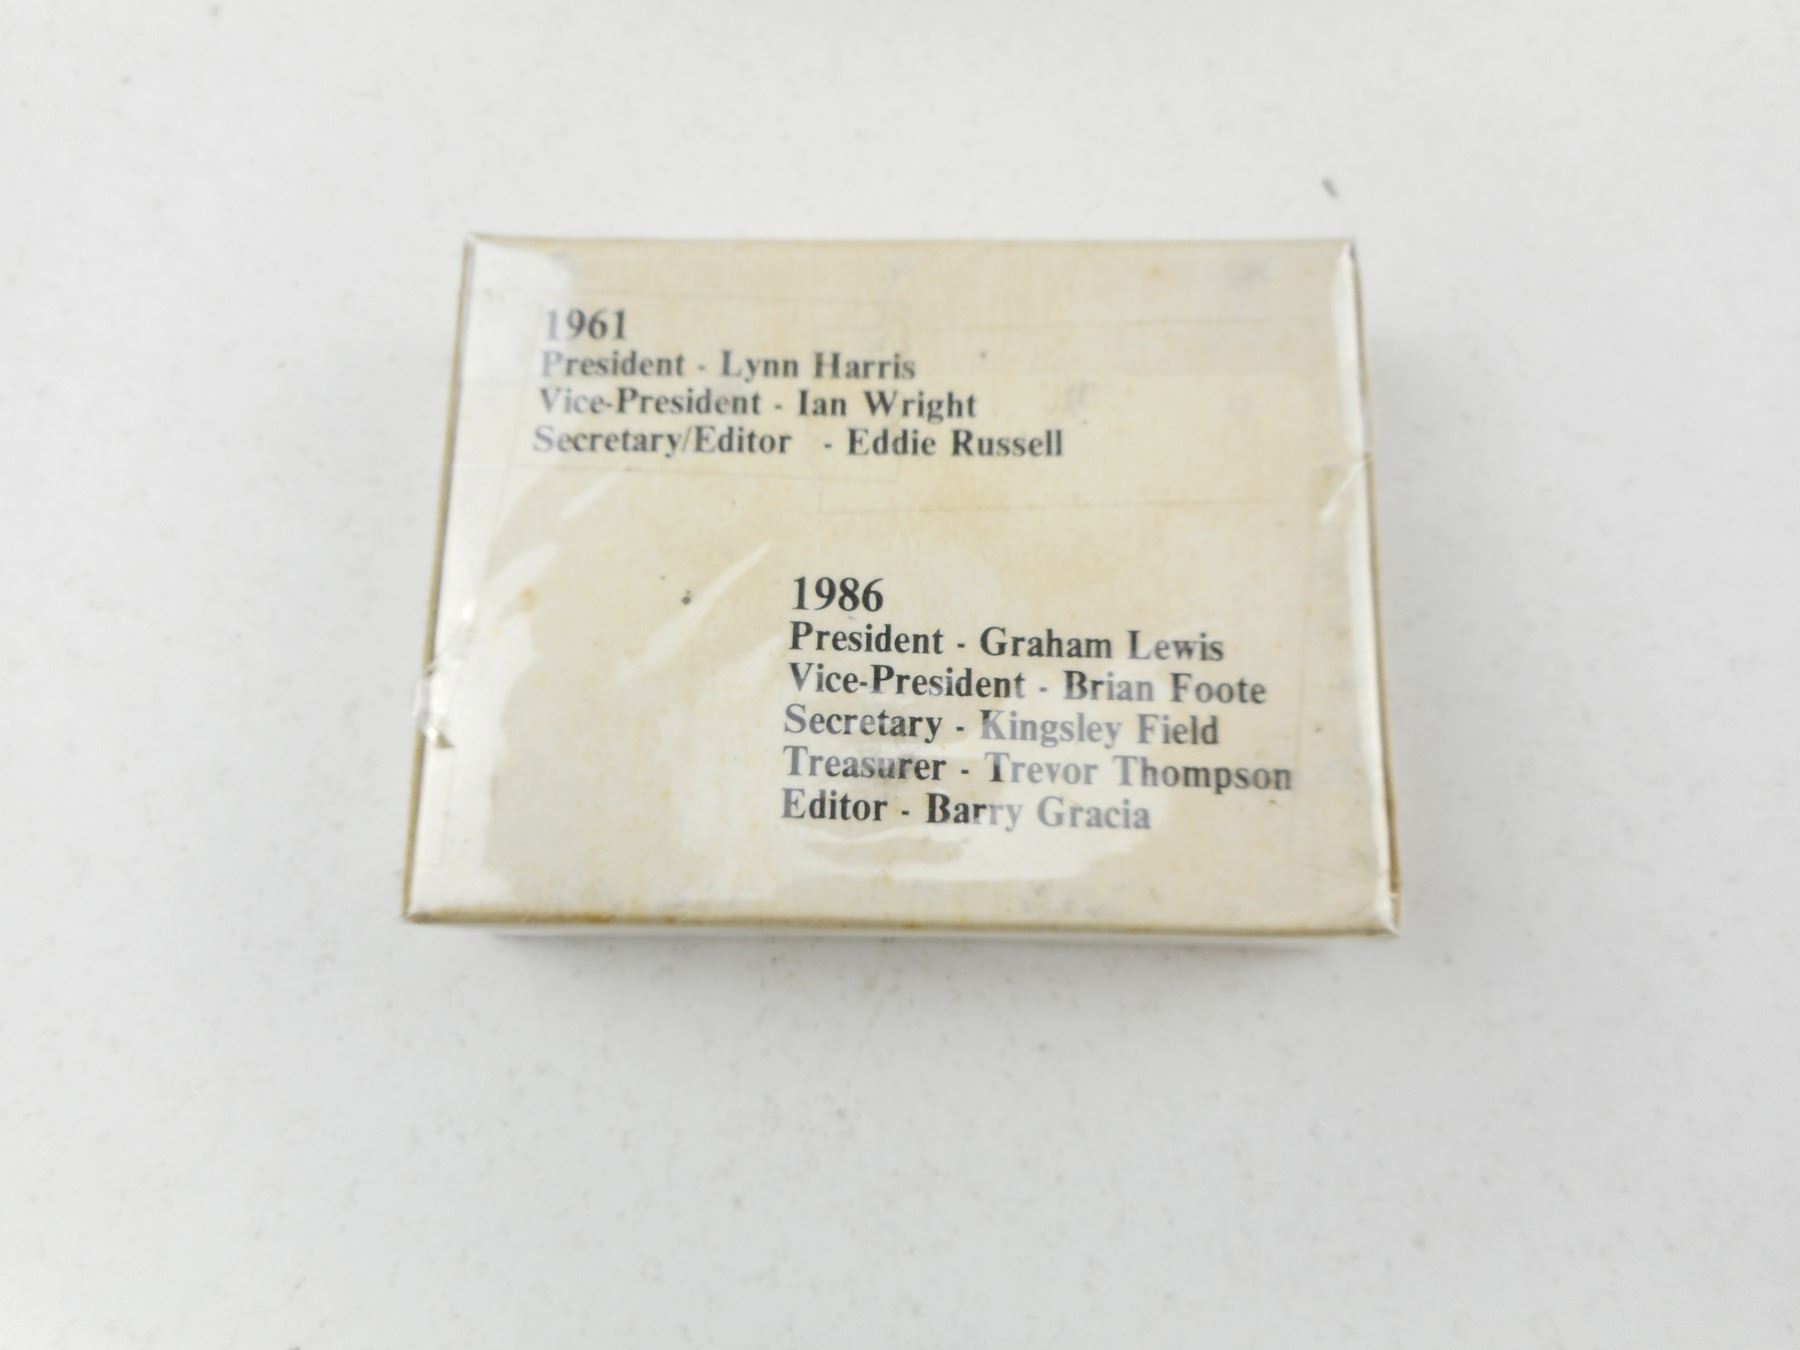 1961
President - Lynn Harris
Vice-President - Ian Wright
Secretary/Editor - Eddie Russell
1986
President - Graham Lewis
Vice-President - Brian Foote
Secretary - Kingsley Field
Treasurer - Trevor Thompson
Editor - Barry Gracia